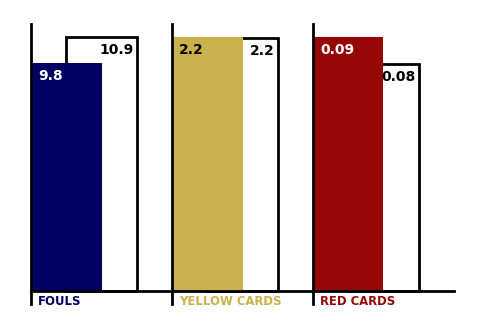 10.9
9.8
2.2
2.2
0.09
0.08
FOULS
YELLOW CARDS
RED CARDS